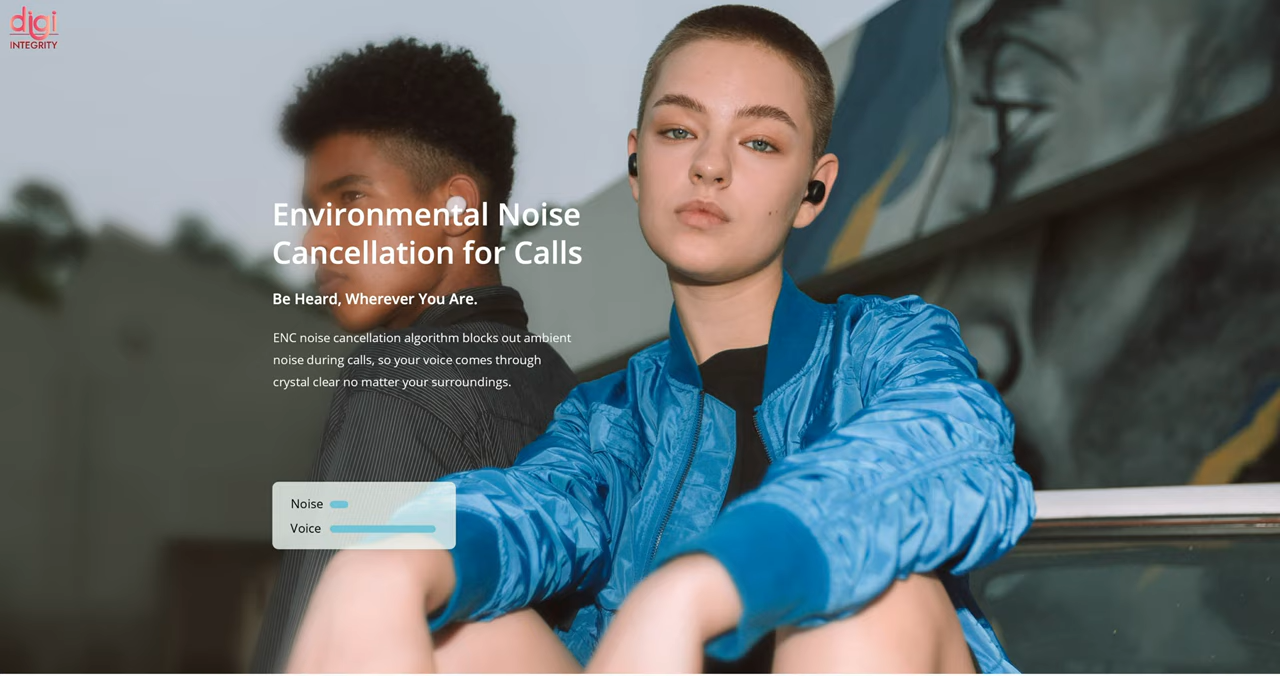 digi
INTEGRITY
Environmental Noise
Cancellation for Calls
Be Heard, Wherever You Are.
ENC noise cancellation algorithm blocks out ambient
noise during calls, so your voice comes through
crystal clear no matter your surroundings.
Noise
Voice